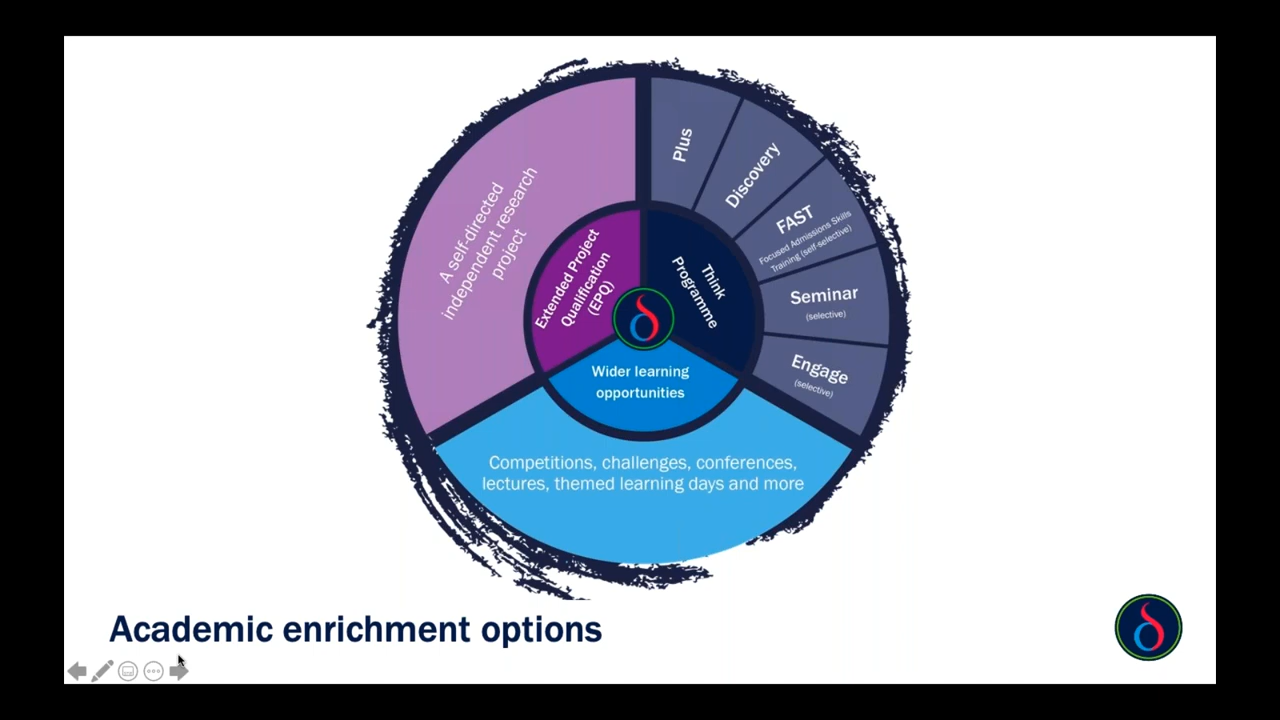 A self-directed
independent research
project
Extended Project
Qualification
(EPQ)
Think
Programme
Plus
Discovery
FAST
Focused Admissions Skills
Training (self-selective)
Seminar
(selective)
Engage
(selective)
Wider learning
opportunities
Competitions, challenges, conferences,
lectures, themed learning days and more
Academic enrichment options